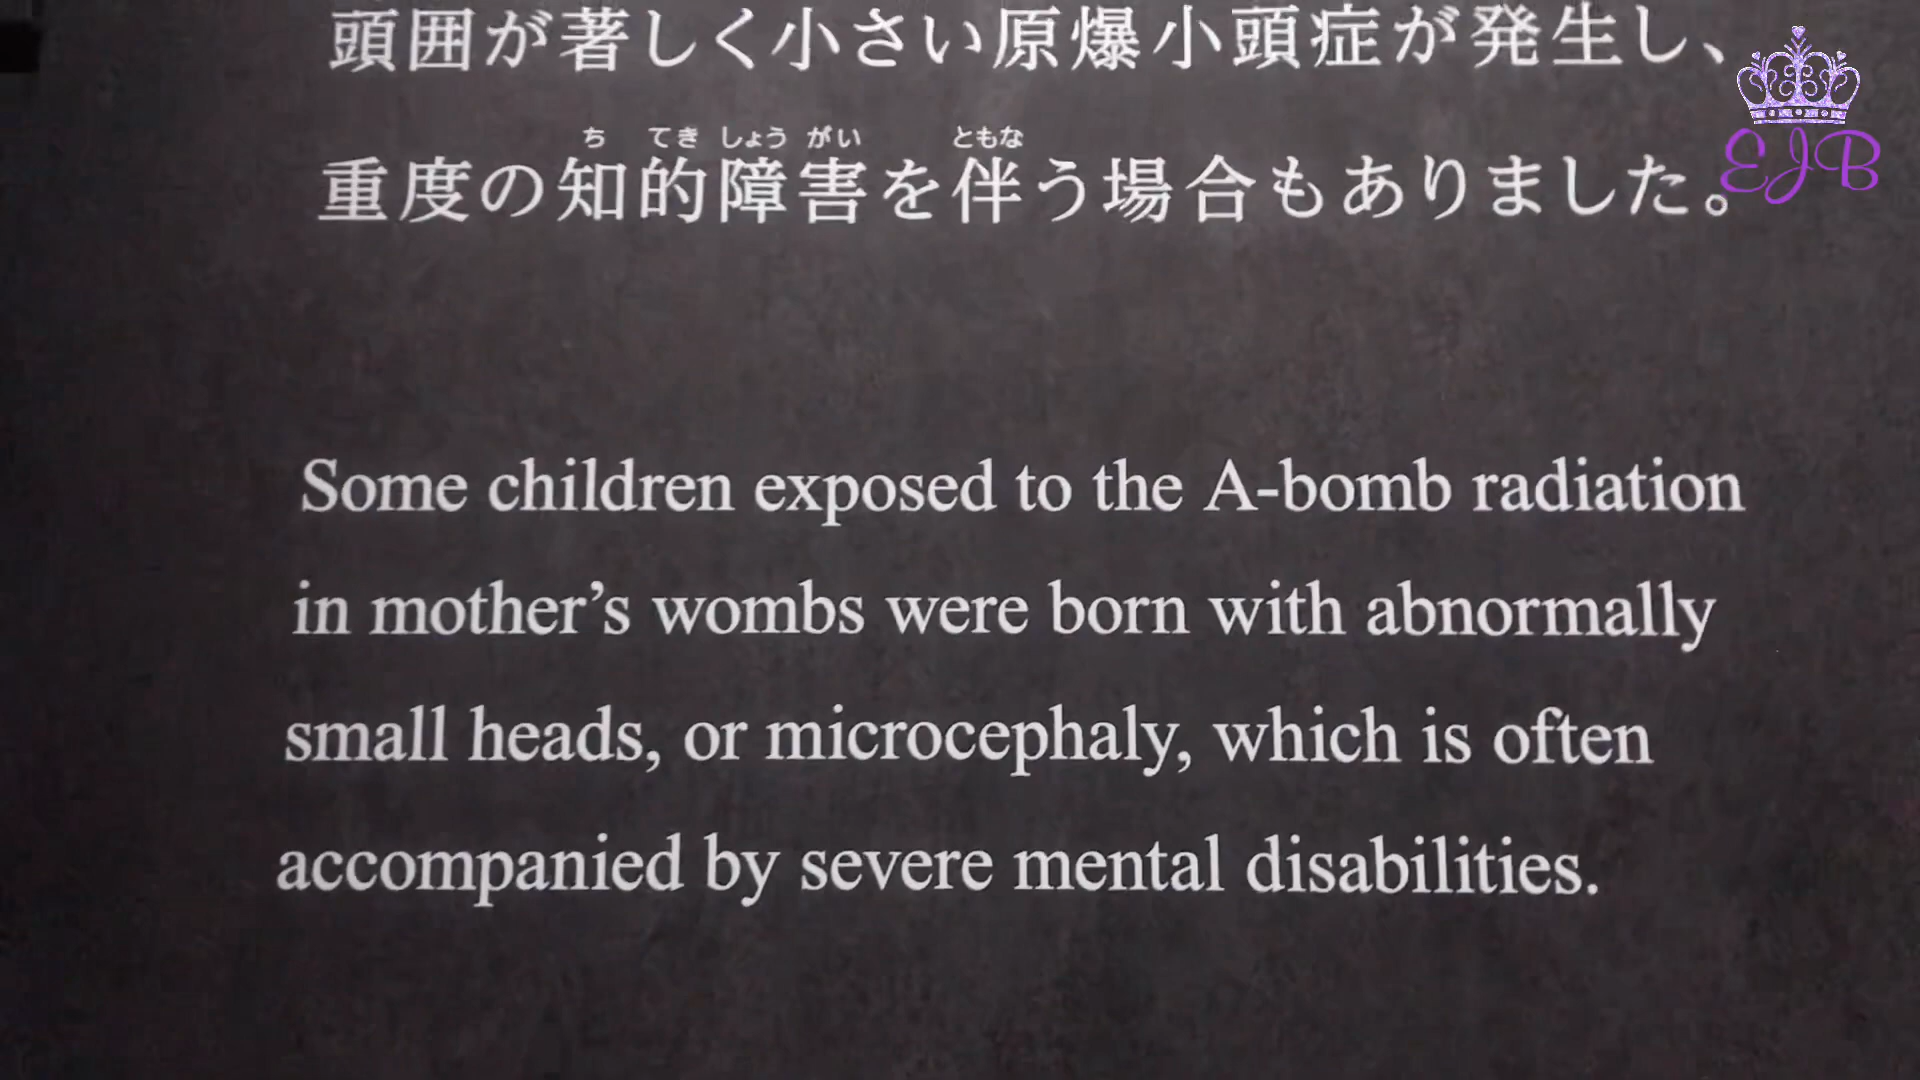 頭囲が著しく小さい原爆小頭症が発生し、
ち てき しょう がい ともな
重度の知的障害を伴う場合もありました。
EJB
Some children exposed to the A-bomb radiation
in mother’s wombs were born with abnormally
small heads, or microcephaly, which is often
accompanied by severe mental disabilities.